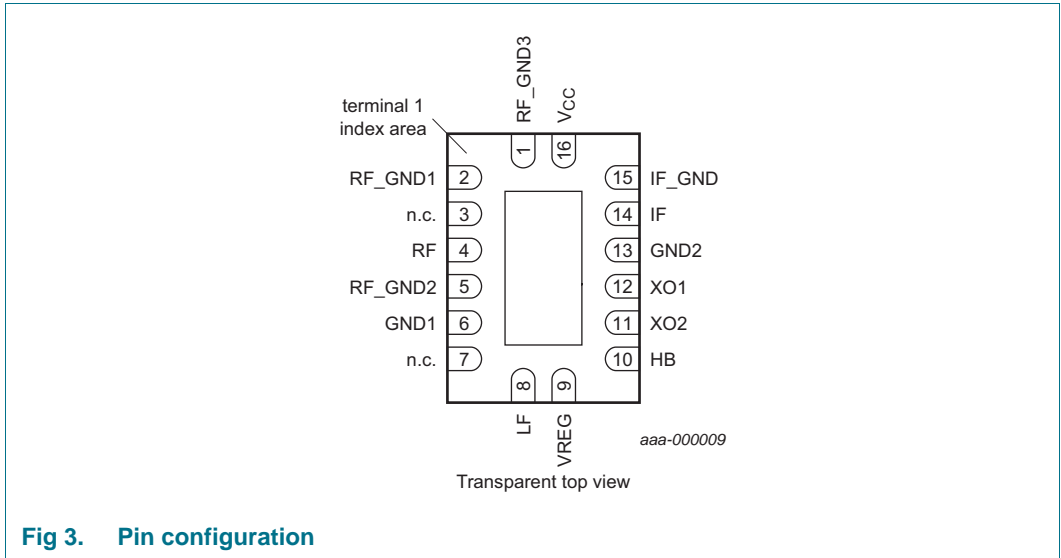 RF_GND3
VCC
terminal 1
index area
1
16
RF_GND1 2
15 IF_GND
n.c. 3
14 IF
RF 4
13 GND2
RF_GND2 5
12 XO1
GND1 6
11 XO2
n.c. 7
10 HB
8
9
LF
VREG
aaa-000009
Transparent top view
Fig 3. Pin configuration